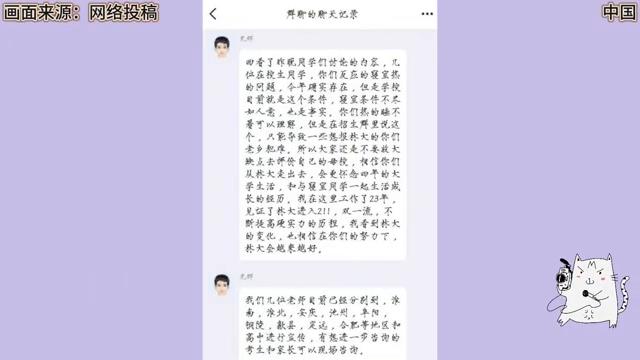 画面来源：网络投稿
中国
群聊的聊天记录
回看了昨晚同学们讨论的内容，几
位在校生同学，你们反应的寝室热
的问题，今年确实存在，但是学校
目前就是这个条件，寝室条件不尽
如人意，也是事实。你们热的睡不
着可以理解，但是在招生群里说这
个，只能导致一些想报林大的你们
老乡犯难。所以大家还是不要放大
缺点去评价自己的母校，相信你们
从林大走出去，会更怀念四年的大
学生活，和与寝室同学一起生活成
长的经历。我在这里工作了23年，
见证了林大进入211，双一流，不
断提高硬实力的历程，我看到林大
的变化，也相信在你们的努力下，
林大会越来越好。
我们几位老师目前已经分别到，淮
南，淮北，安庆，池州，阜阳，
铜陵，歙县，定远，合肥等地区和
高中进行宣传，有想进一步咨询的
考生和家长可以现场咨询。